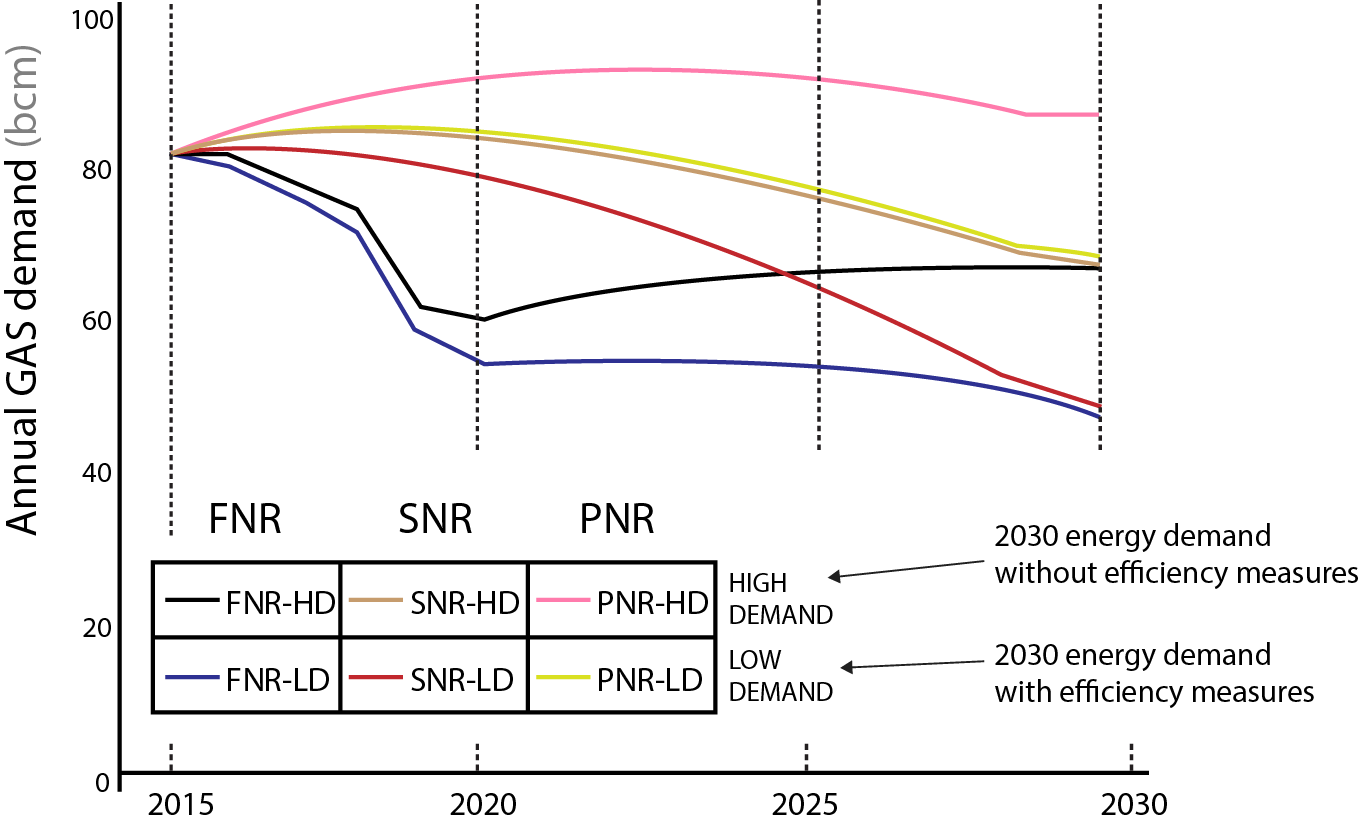 Annual GAS demand (bcm)
100
80
60
40
20
0
FNR SNR PNR
FNR-HD SNR-HD PNR-HD
HIGH
DEMAND
2030 energy demand
without efficiency measures
FNR-LD SNR-LD PNR-LD
LOW
DEMAND
2030 energy demand
with efficiency measures
2015 2020 2025 2030